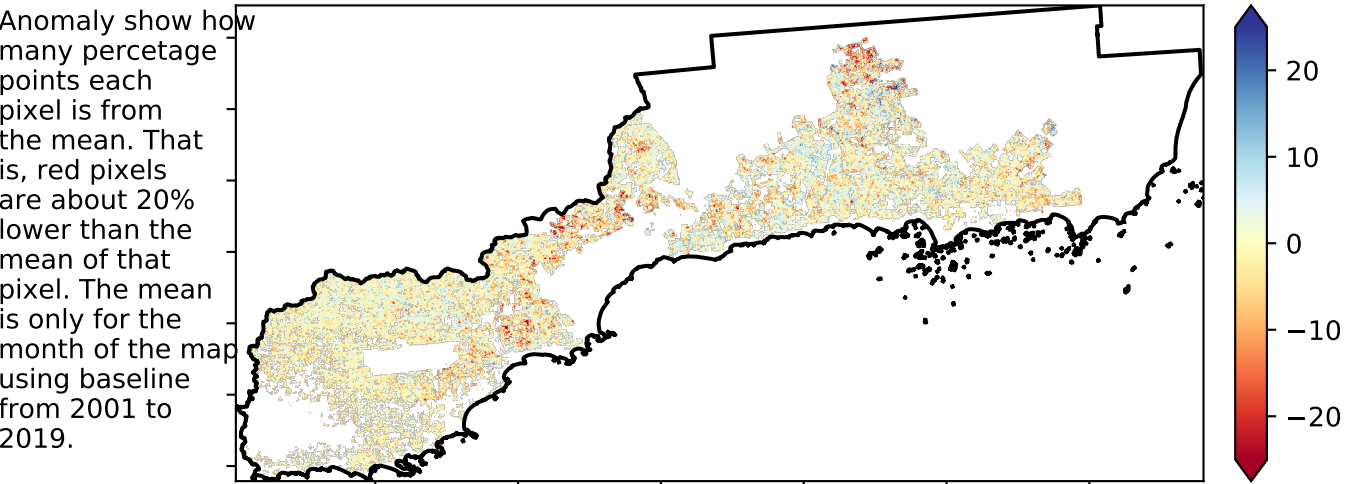 Anomaly show how
many percetage
points each
pixel is from
the mean. That
is, red pixels
are about 20%
lower than the
mean of that
pixel. The mean
is only for the
month of the map
using baseline
from 2001 to
2019.
20
10
0
−10
−20